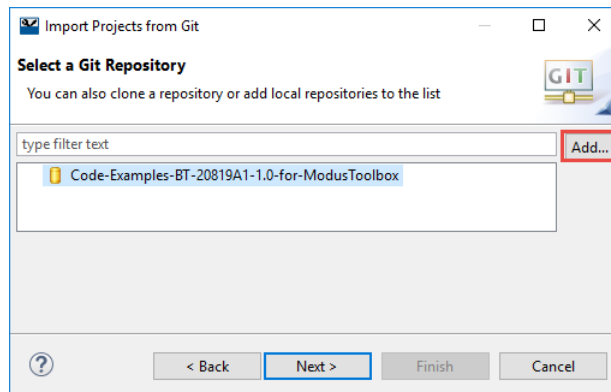 Import Projects from Git
Select a Git Repository
You can also clone a repository or add local repositories to the list
GIT
type filter text
Add...
Code-Examples-BT-20819A1-1.0-for-ModusToolbox
?
< Back
Next >
Finish
Cancel